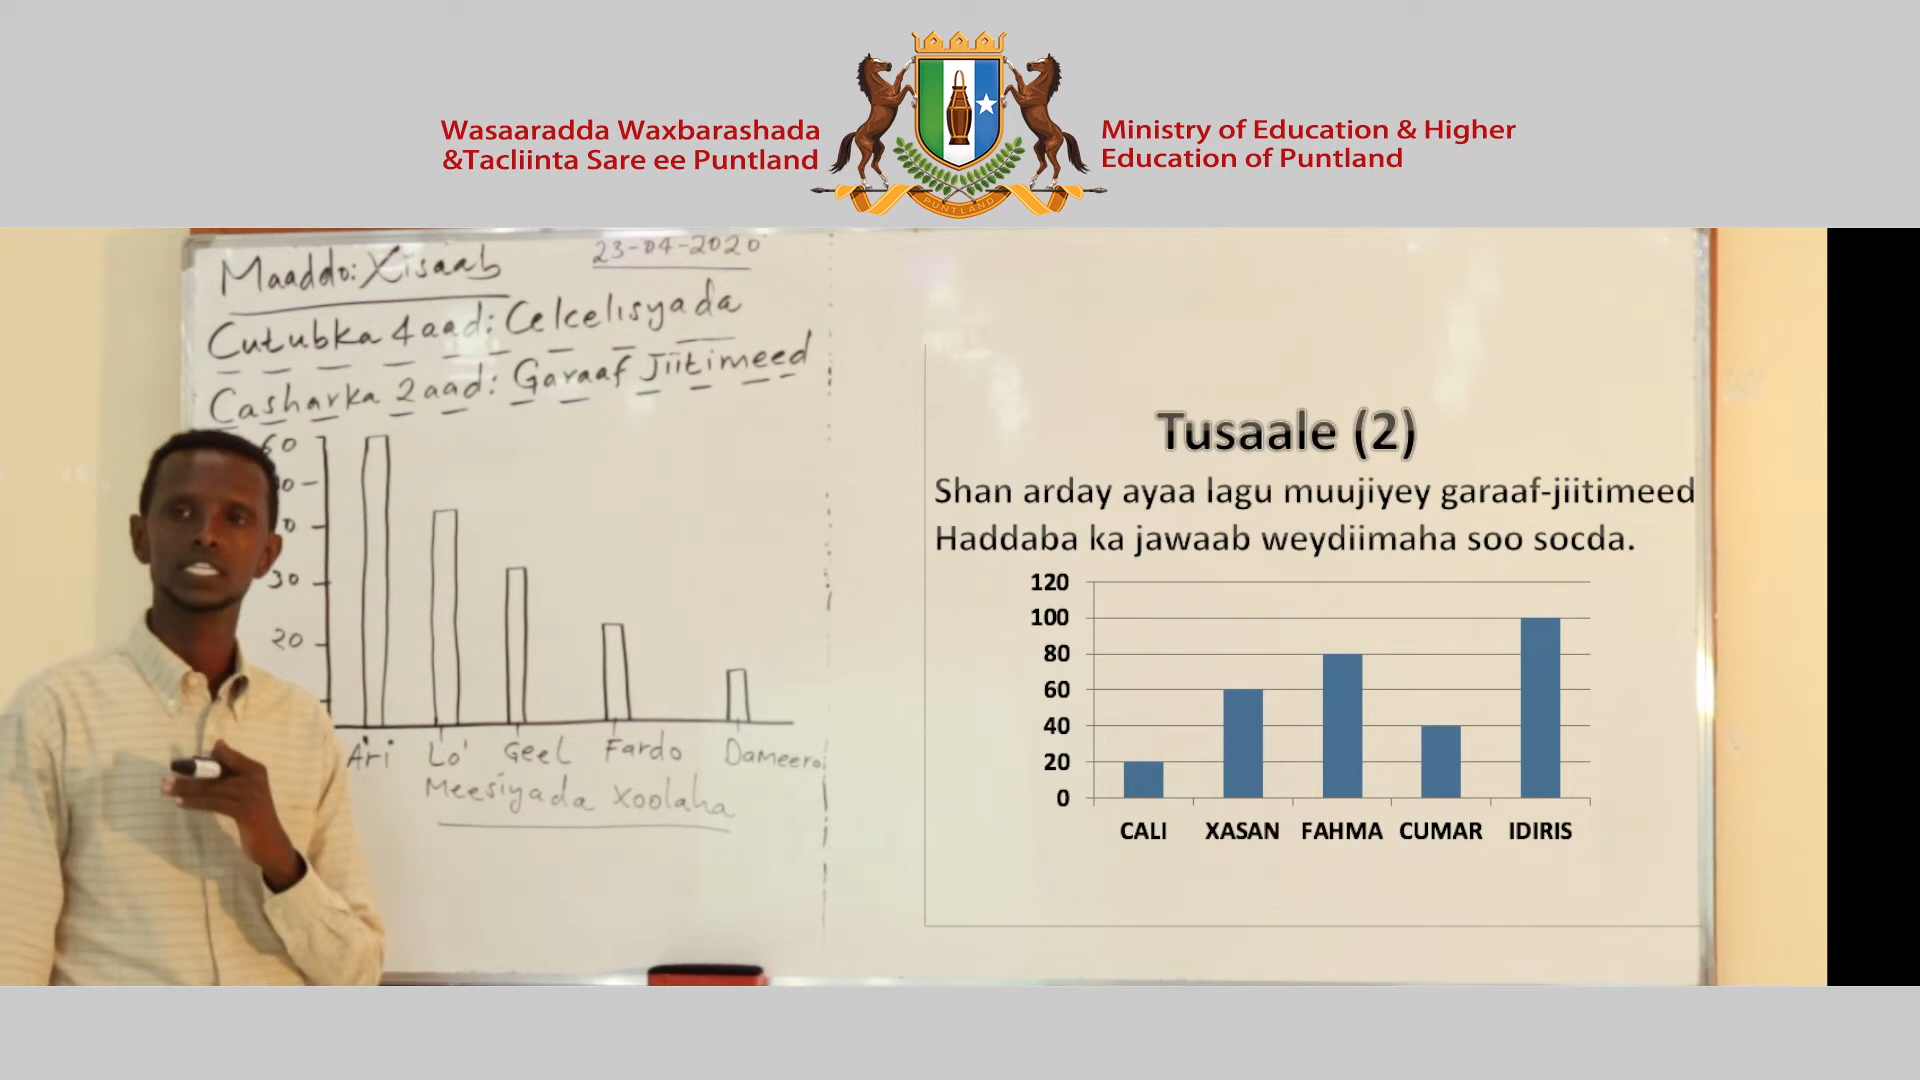 Wasaaradda Waxbarashada
&Tacliinta Sare ee Puntland
PUNTLAND
Ministry of Education & Higher
Education of Puntland
23-04-2020
Maaddo: Xisaab
Cutubka 4aad: Celcelisyada
Casharka 2aad: Garaaf Jiitimeed
60
0
0
30
20
Ari Lo' Geel Fardo Dameero
Meesiyada Xoolaha
Tusaale (2)
Shan arday ayaa lagu muujiyey garaaf-jiitimeed
Haddaba ka jawaab weydiimaha soo socda.
120
100
80
60
40
20
0
CALI XASAN FAHMA CUMAR IDIRIS